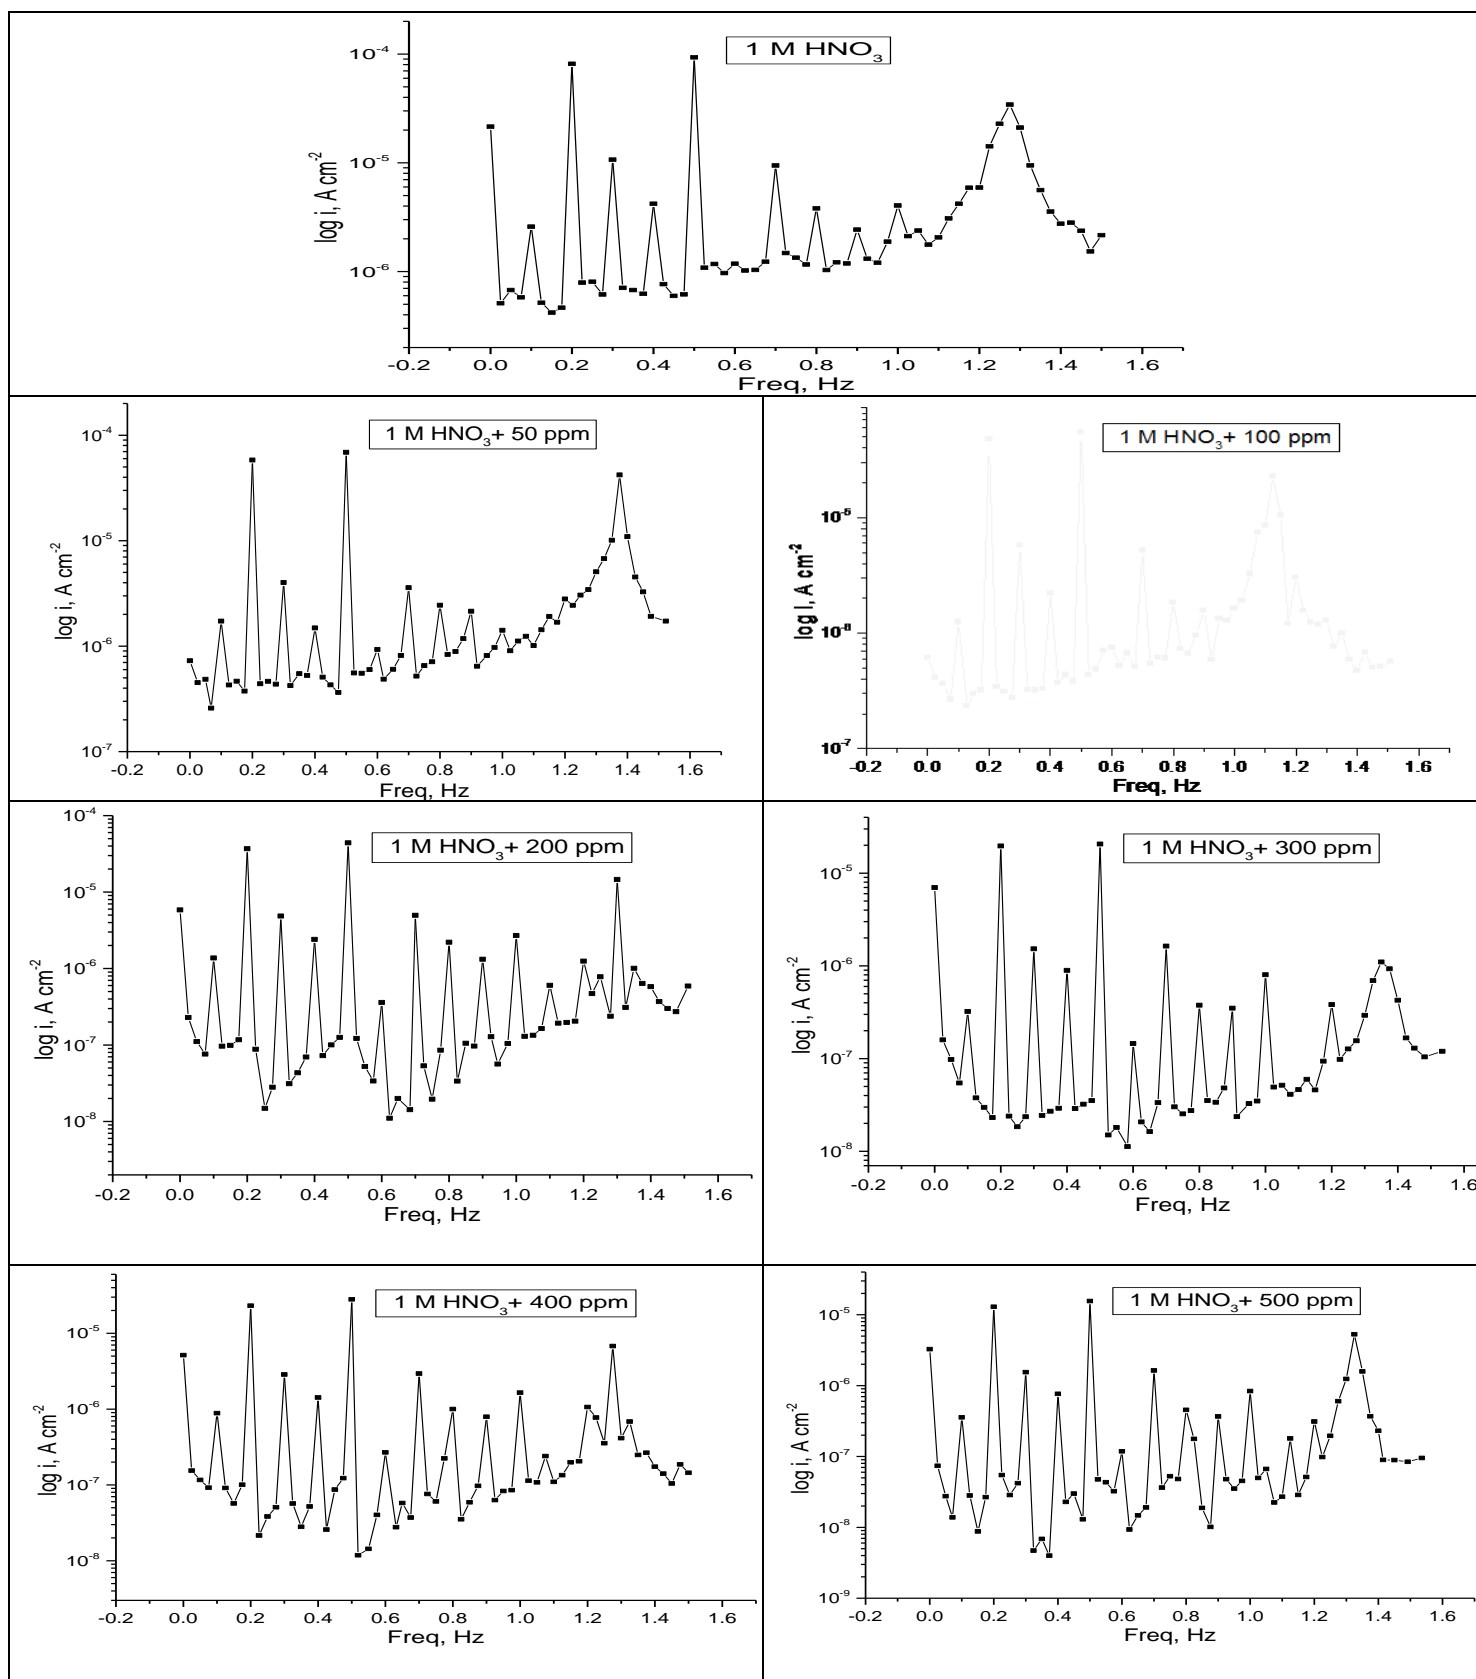 1 M HNO3
10-4
10-5
10-6
log i, A cm-2
-0.2 0.0 0.2 0.4 0.6 0.8 1.0 1.2 1.4 1.6
Freq, Hz
1 M HNO3+ 50 ppm
10-4
10-5
10-6
10-7
log i, A cm-2
-0.2 0.0 0.2 0.4 0.6 0.8 1.0 1.2 1.4 1.6
Freq, Hz
1 M HNO3+ 100 ppm
10-5
10-6
10-7
log i, A cm-2
-0.2 0.0 0.2 0.4 0.6 0.8 1.0 1.2 1.4 1.6
Freq, Hz
1 M HNO3+ 200 ppm
10-4
10-5
10-6
10-7
10-8
log i, A cm-2
-0.2 0.0 0.2 0.4 0.6 0.8 1.0 1.2 1.4 1.6
Freq, Hz
1 M HNO3+ 300 ppm
10-5
10-6
10-7
10-8
log i, A cm-2
-0.2 0.0 0.2 0.4 0.6 0.8 1.0 1.2 1.4 1.6
Freq, Hz
1 M HNO3+ 400 ppm
10-5
10-6
10-7
10-8
log i, A cm-2
-0.2 0.0 0.2 0.4 0.6 0.8 1.0 1.2 1.4 1.6
Freq, Hz
1 M HNO3+ 500 ppm
10-5
10-6
10-7
10-8
10-9
log i, A cm-2
-0.2 0.0 0.2 0.4 0.6 0.8 1.0 1.2 1.4 1.6
Freq, Hz